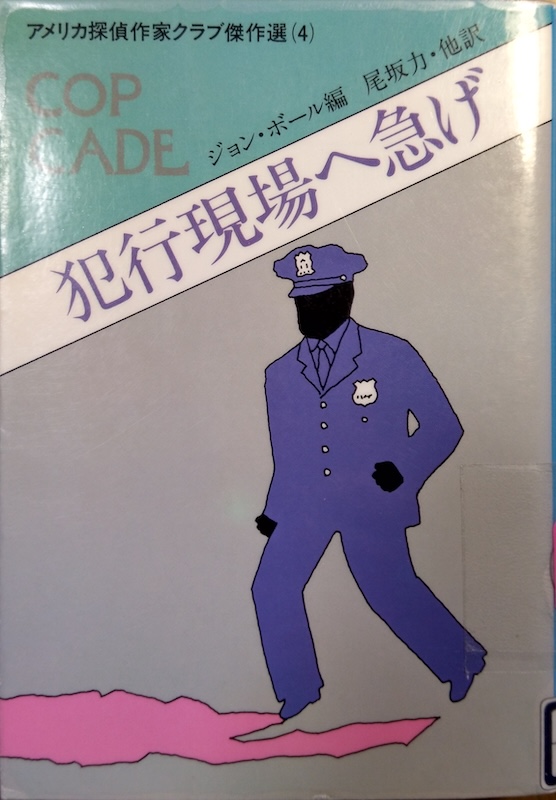 アメリカ探偵作家クラブ傑作選(4)
COP
CADE
ジョン・ボール編 尾坂力・他訳
犯行現場へ急げ